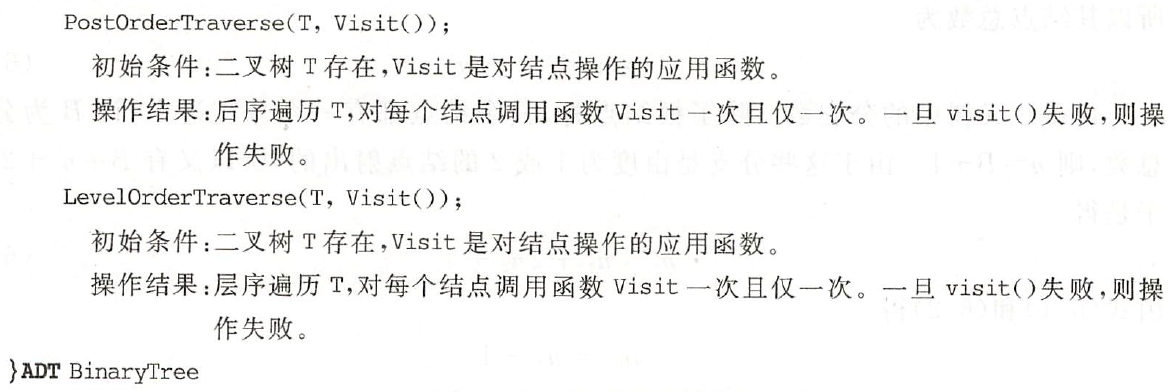 PostOrderTraverse(T, Visit());
初始条件:二叉树 T 存在,Visit 是对结点操作的应用函数。
操作结果:后序遍历 T,对每个结点调用函数 Visit 一次且仅一次。一旦 visit()失败,则操
作失败。
LevelOrderTraverse(T, Visit());
初始条件:二叉树 T 存在,Visit 是对结点操作的应用函数。
操作结果:层序遍历 T,对每个结点调用函数 Visit 一次且仅一次。一旦 visit()失败,则操
作失败。
}ADT BinaryTree